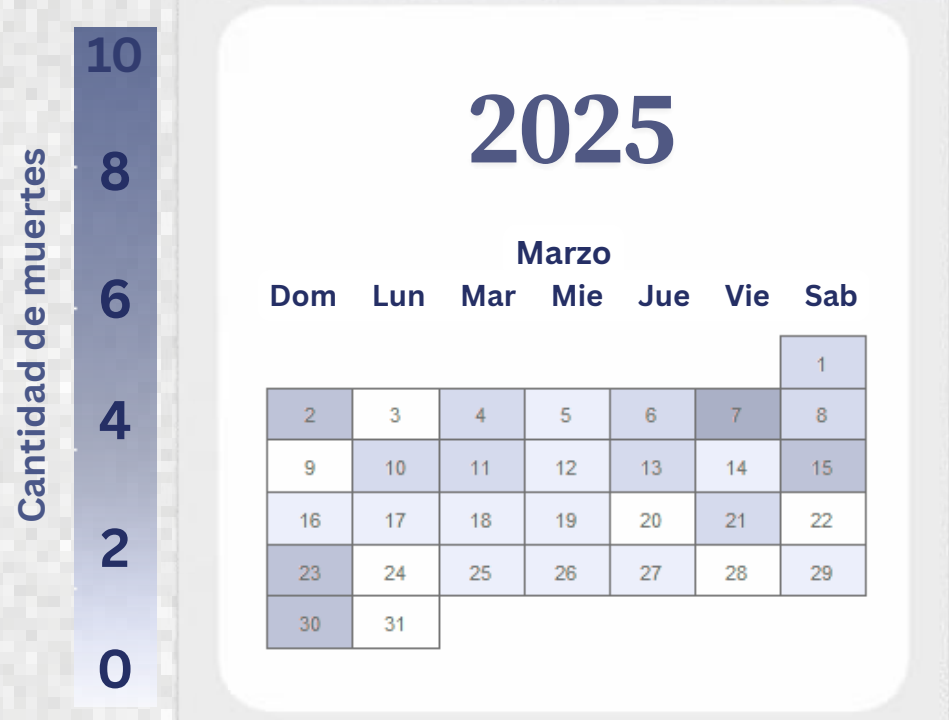 10
8
6
4
2
0
Cantidad de muertes
2025
Marzo
Dom Lun Mar Mie Jue Vie Sab
1
2 3 4 5 6 7 8
9 10 11 12 13 14 15
16 17 18 19 20 21 22
23 24 25 26 27 28 29
30 31